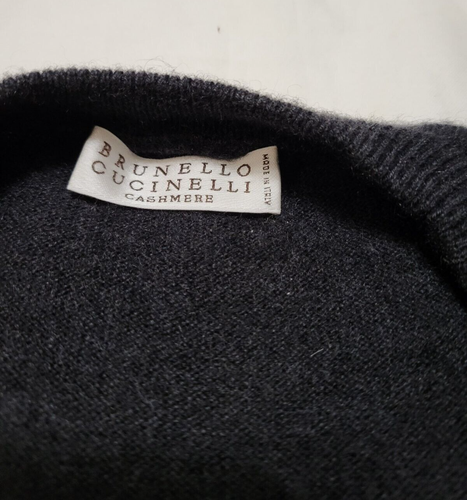 BRUNELLO
CUCINELLI
CASHMERE
MADE IN ITALY